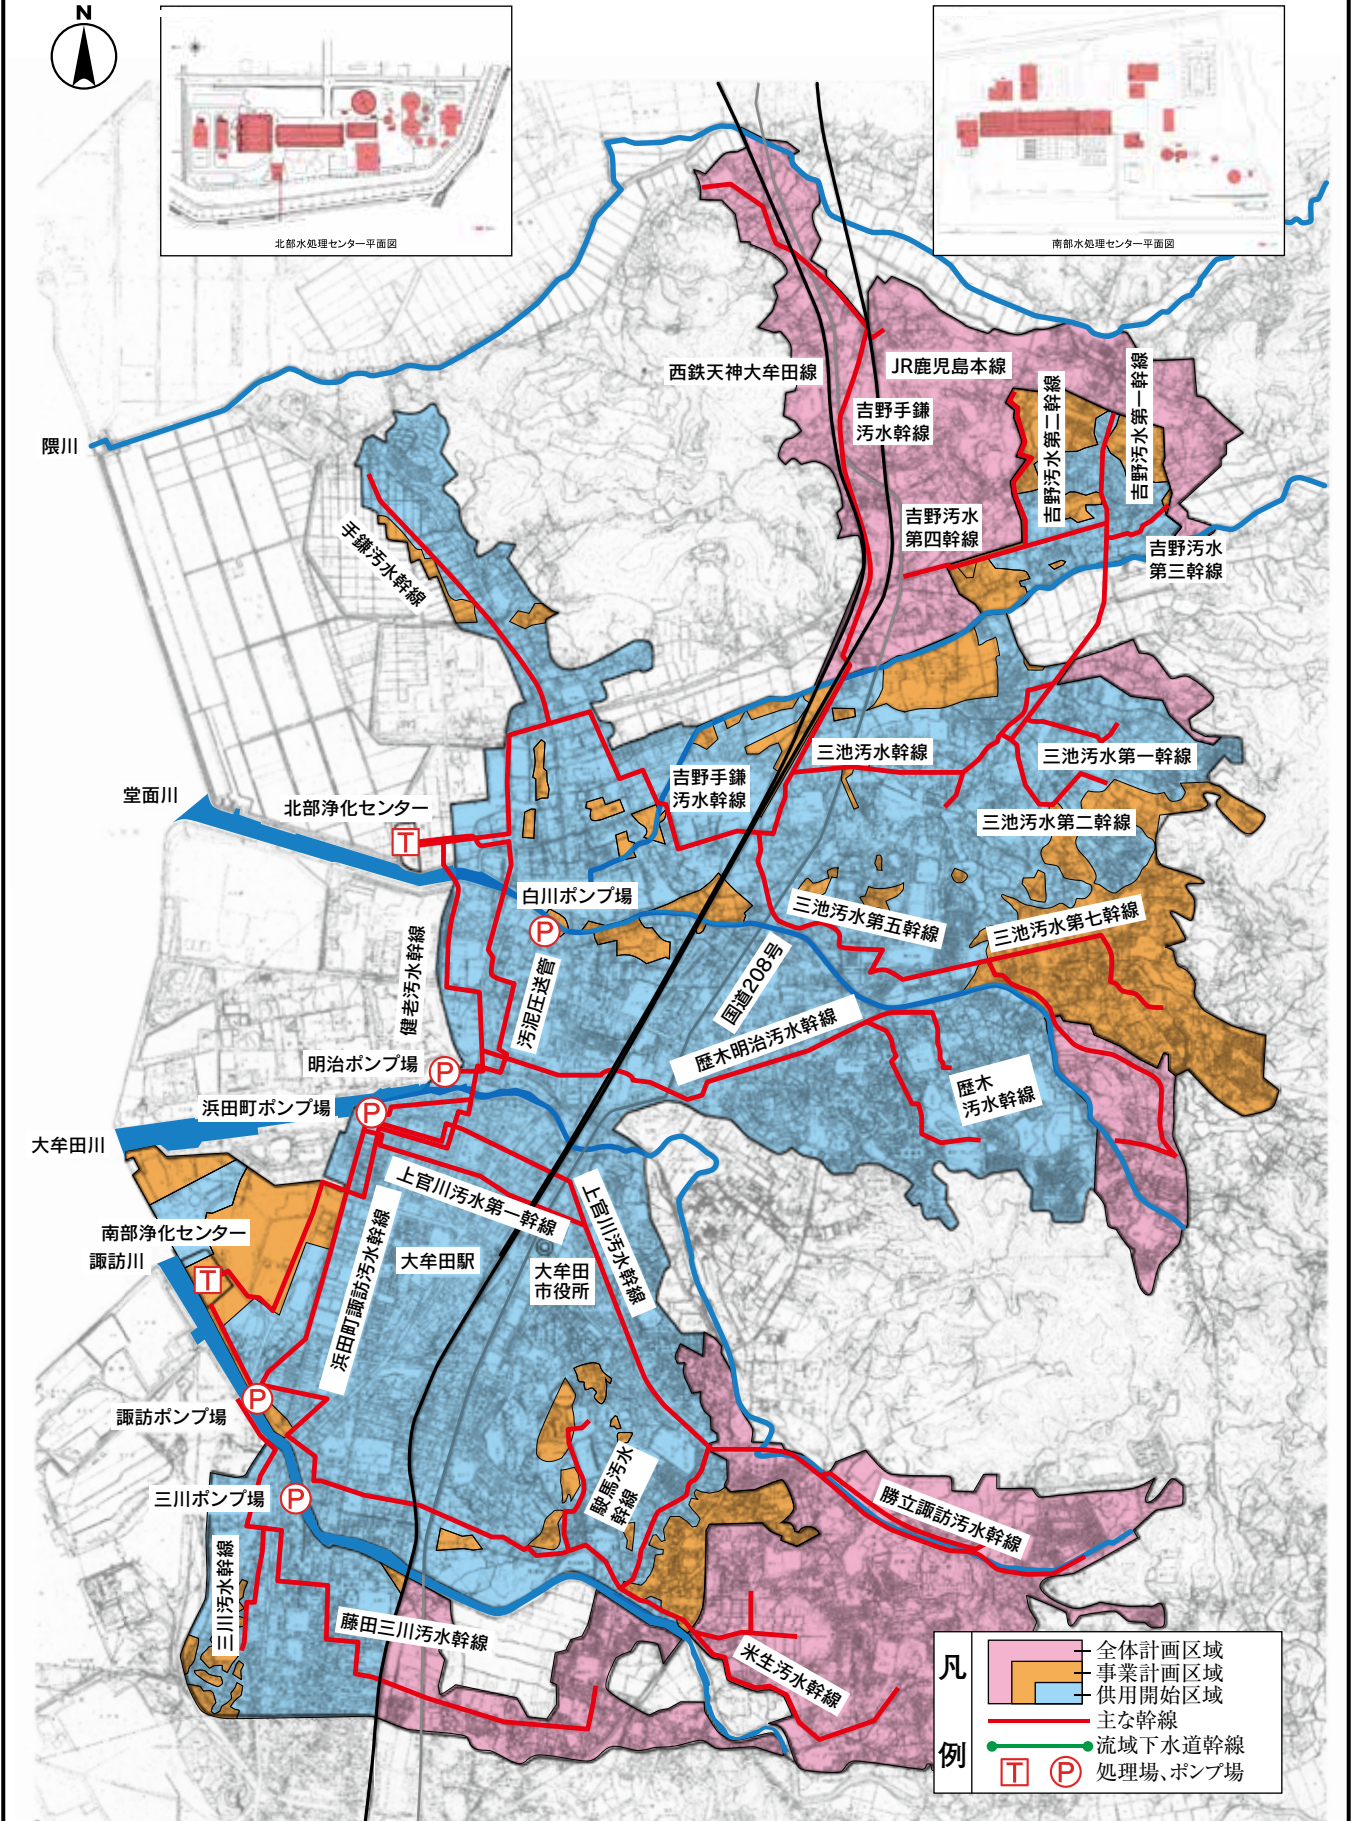 N
北部水処理センター平面図
南部水処理センター平面図
西鉄天神大牟田線
JR鹿児島本線
吉野手鎌
汚水幹線
吉野汚水第二幹線
吉野汚水第一幹線
隈川
吉野汚水
第四幹線
吉野汚水
第三幹線
手鎌汚水幹線
三池汚水幹線
三池汚水第一幹線
吉野手鎌
汚水幹線
堂面川
北部浄化センター
T
三池汚水第二幹線
白川ポンプ場
P
三池汚水第五幹線
三池汚水第七幹線
健老汚水幹線
汚泥圧送管
国道208号
歴木明治汚水幹線
明治ポンプ場
P
歴木
汚水幹線
浜田町ポンプ場
P
大牟田川
上官川汚水第一幹線
上官川汚水幹線
南部浄化センター
T
諏訪川
浜田町諏訪汚水幹線
大牟田駅
大牟田
市役所
諏訪ポンプ場
P
三川ポンプ場
P
駛馬汚水
幹線
勝立諏訪汚水幹線
三川汚水幹線
藤田三川汚水幹線
米生汚水幹線
凡例
全体計画区域
事業計画区域
供用開始区域
主な幹線
流域下水道幹線
T P 処理場、ポンプ場